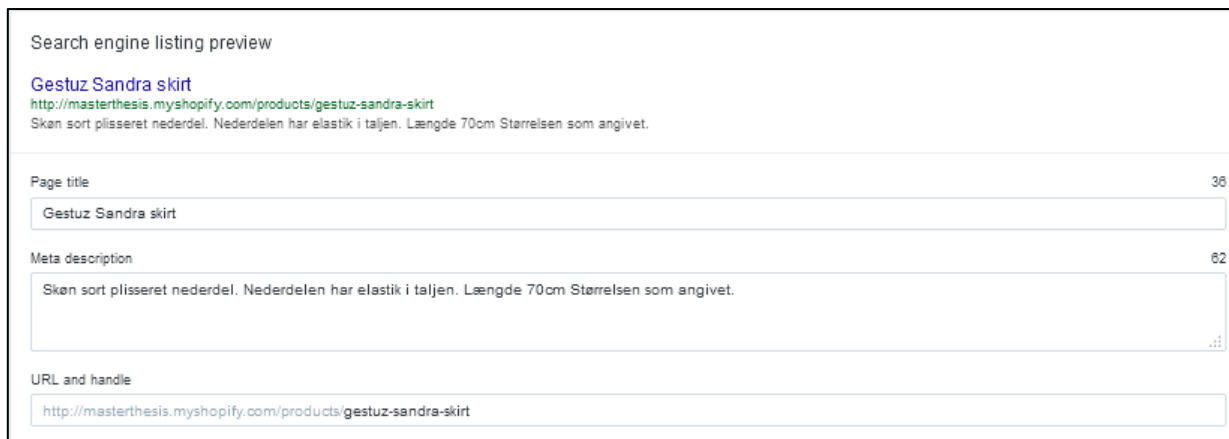 Search engine listing preview
Gestuz Sandra skirt
http://masterthesis.myshopify.com/products/gestuz-sandra-skirt
Skøn sort plisseret nederdel. Nederdelen har elastik i taljen. Længde 70cm Størrelsen som angivet.
Page title 36
Gestuz Sandra skirt
Meta description 62
Skøn sort plisseret nederdel. Nederdelen har elastik i taljen. Længde 70cm Størrelsen som angivet.
URL and handle
http://masterthesis.myshopify.com/products/gestuz-sandra-skirt